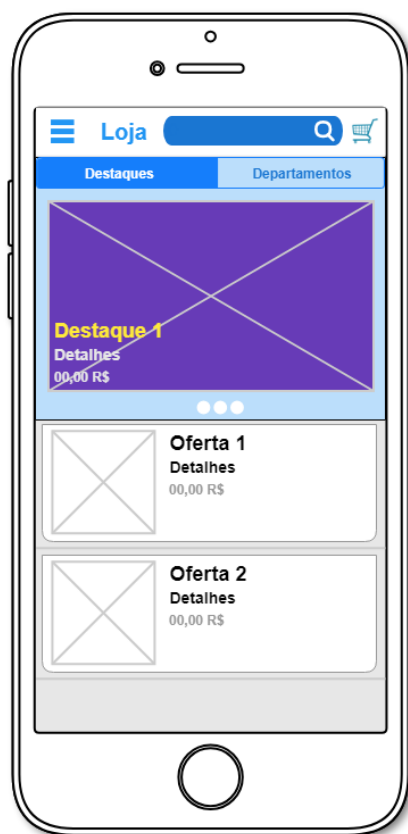 Loja
Destaques Departamentos
Destaque 1
Detalhes
00,00 R$
Oferta 1
Detalhes
00,00 R$
Oferta 2
Detalhes
00,00 R$